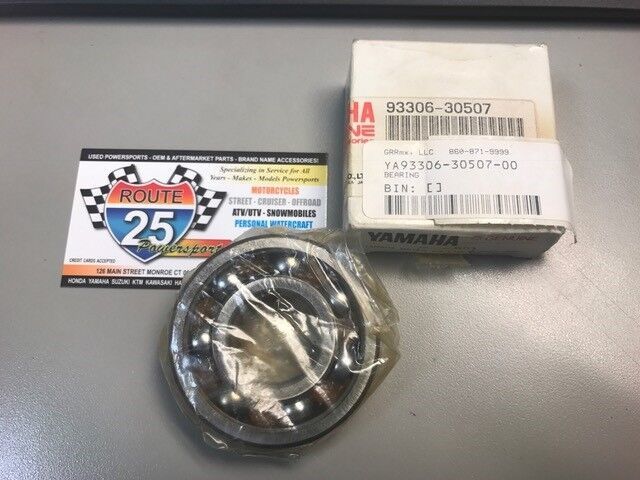 USED POWERSPORTS - OEM & AFTERMARKET PARTS - BRAND NAME ACCESSORIES!
Specializing in Service for All
Years - Makes - Models Powersports
MOTORCYCLES
STREET - CRUISER - OFFROAD
ATV/UTV - SNOWMOBILES
PERSONAL WATERCRAFT
ROUTE
25
Powersports
CREDIT CARDS ACCEPTED
126 MAIN STREET MONROE CT
HONDA YAMAHA SUZUKI KTM KAWASAKI
93306-30507
LLC 860-871-9999
YA93306-30507-00
BEARING
BIN: []
YAMAHA GENUINE